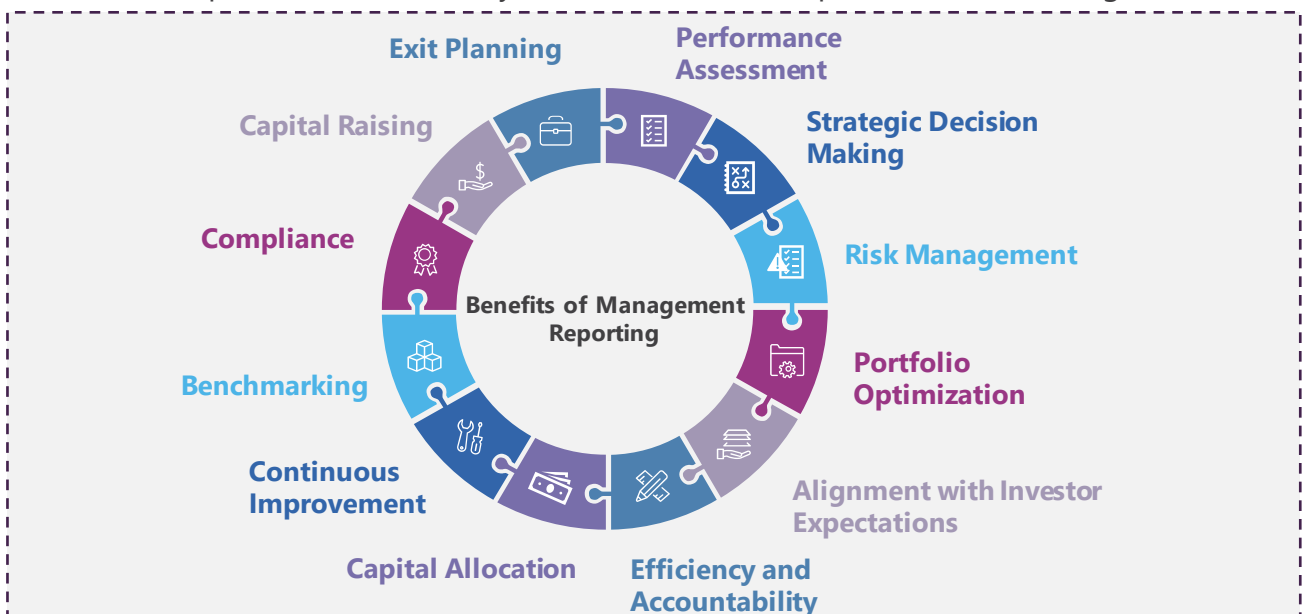 Exit Planning
Performance
Assessment
Capital Raising
Strategic Decision
Making
Compliance
Risk Management
Benefits of Management
Reporting
Portfolio
Optimization
Benchmarking
Continuous
Improvement
Alignment with Investor
Expectations
Capital Allocation
Efficiency and
Accountability